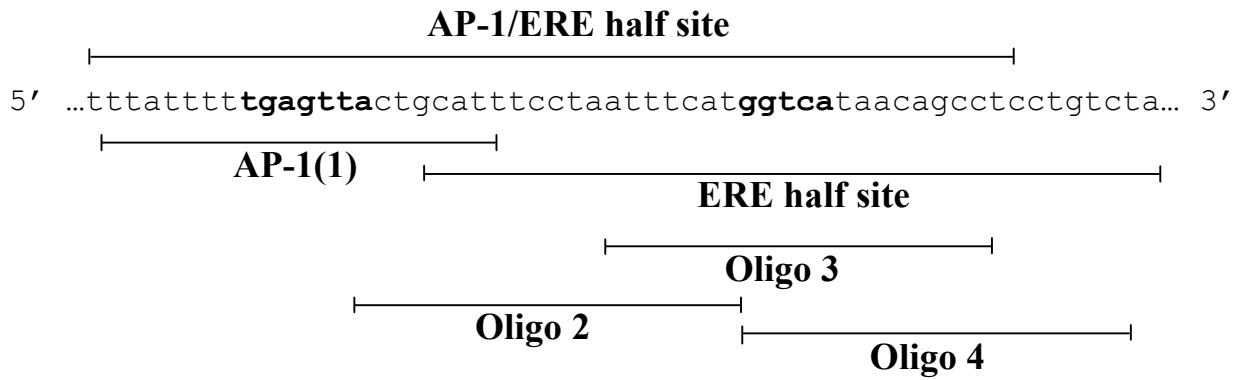 AP-1/ERE half site
5' …tttattttttgagttactgcatttcctaatttcatggtcataacagcctcctgtcta… 3'
AP-1(1)
ERE half site
Oligo 3
Oligo 2
Oligo 4